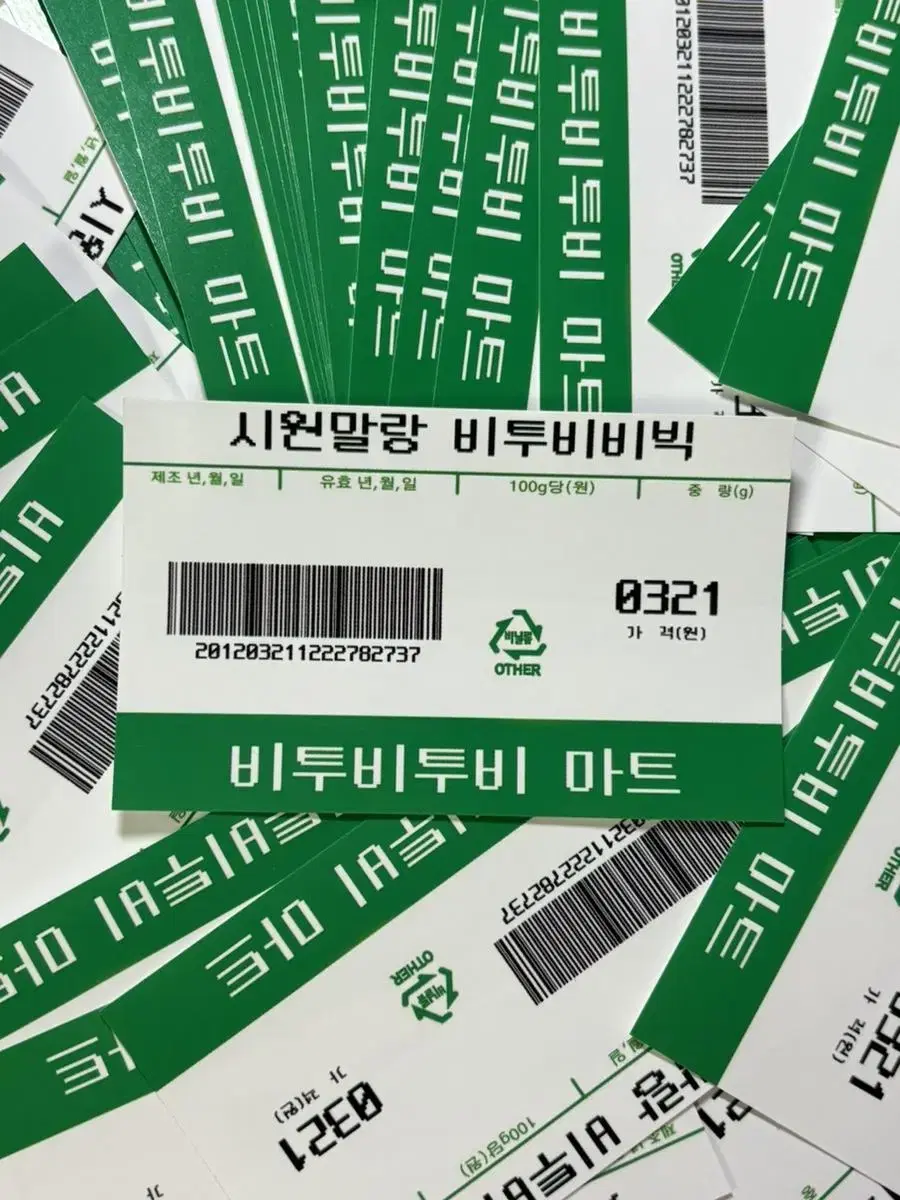 시원말랑 비투비비빅
제조 년,월,일 유효 년,월,일 100g당(원) 중 량(g)
0321
가 격(원)
201203211222782737
비닐류
OTHER
비투비투비 마트